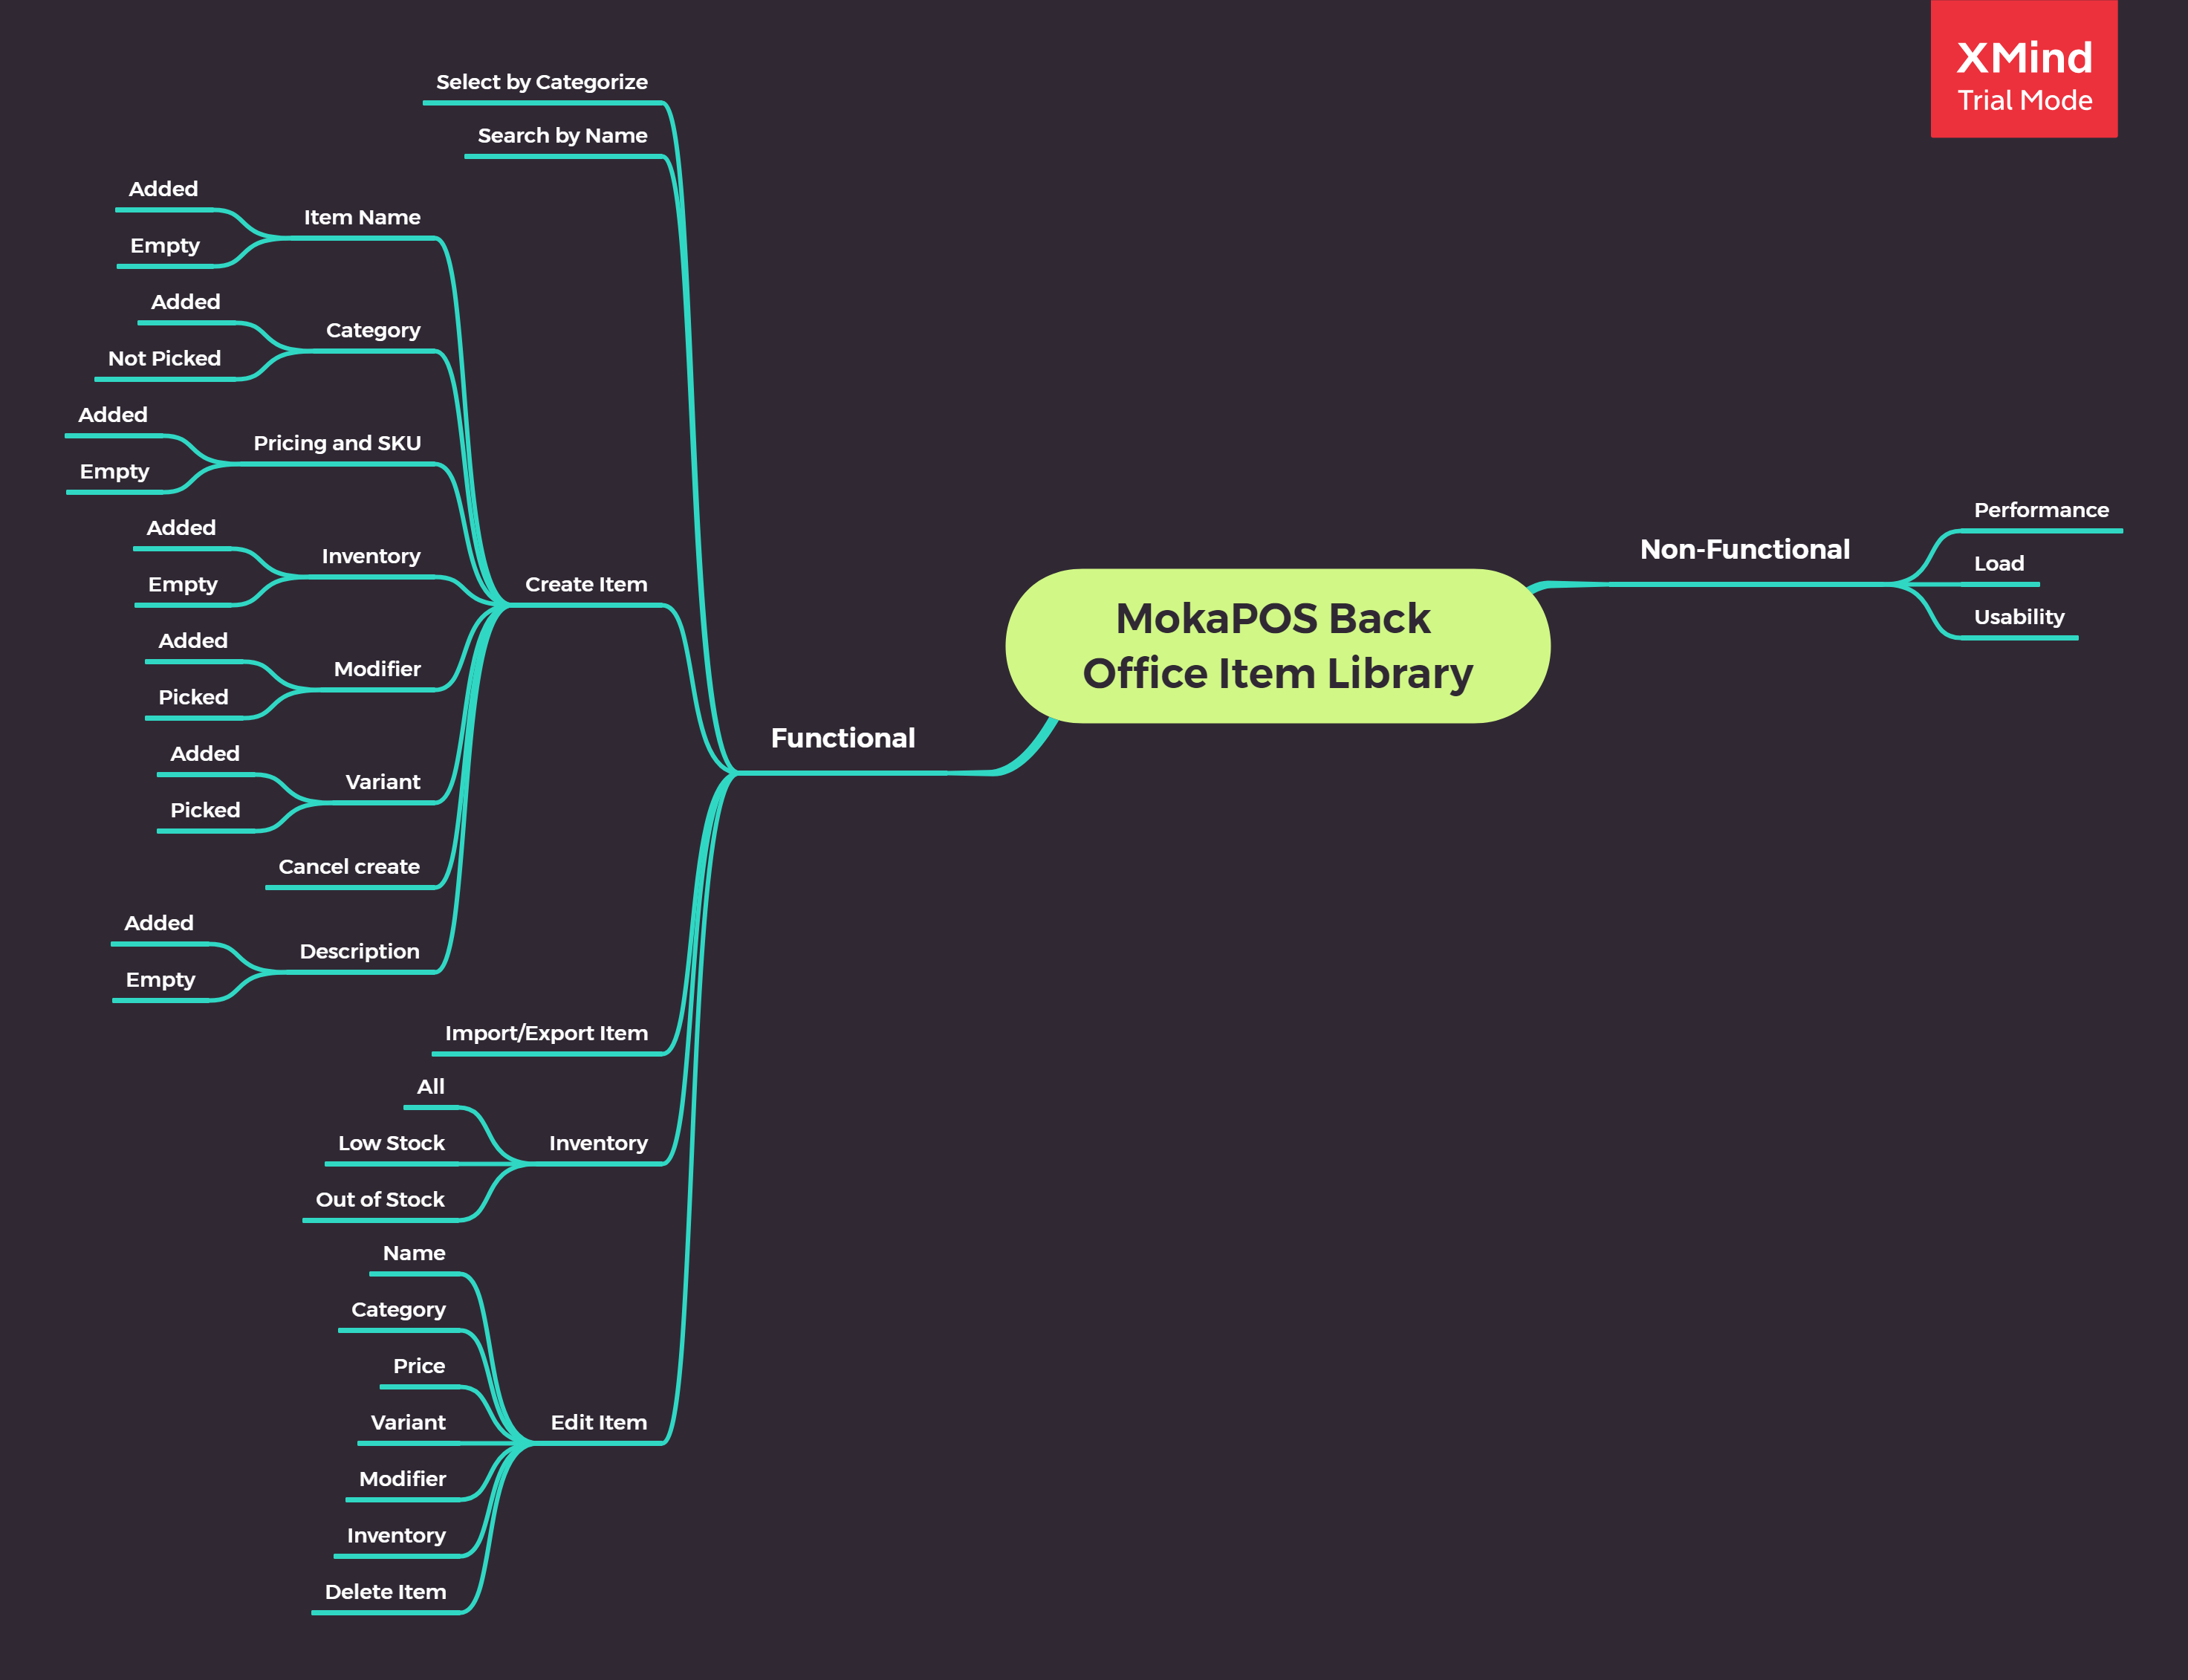 XMind
Trial Mode
MokaPOS Back
Office Item Library
Non-Functional
Performance
Load
Usability
Functional
Select by Categorize
Search by Name
Create Item
Item Name
Added
Empty
Category
Added
Not Picked
Pricing and SKU
Added
Empty
Inventory
Added
Empty
Modifier
Added
Picked
Variant
Added
Picked
Cancel create
Description
Added
Empty
Import/Export Item
Inventory
All
Low Stock
Out of Stock
Edit Item
Name
Category
Price
Variant
Modifier
Inventory
Delete Item